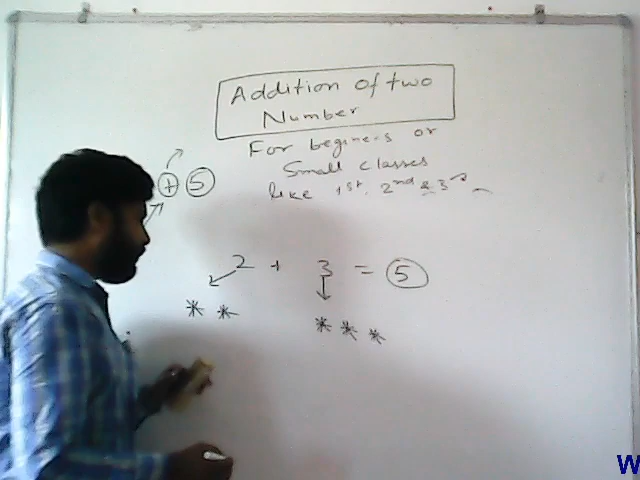 Addition of two
Number
For beginers or
Small classes
like 1st, 2nd & 3rd
+ 5
2 + 3 = 5
* *
* * *
W